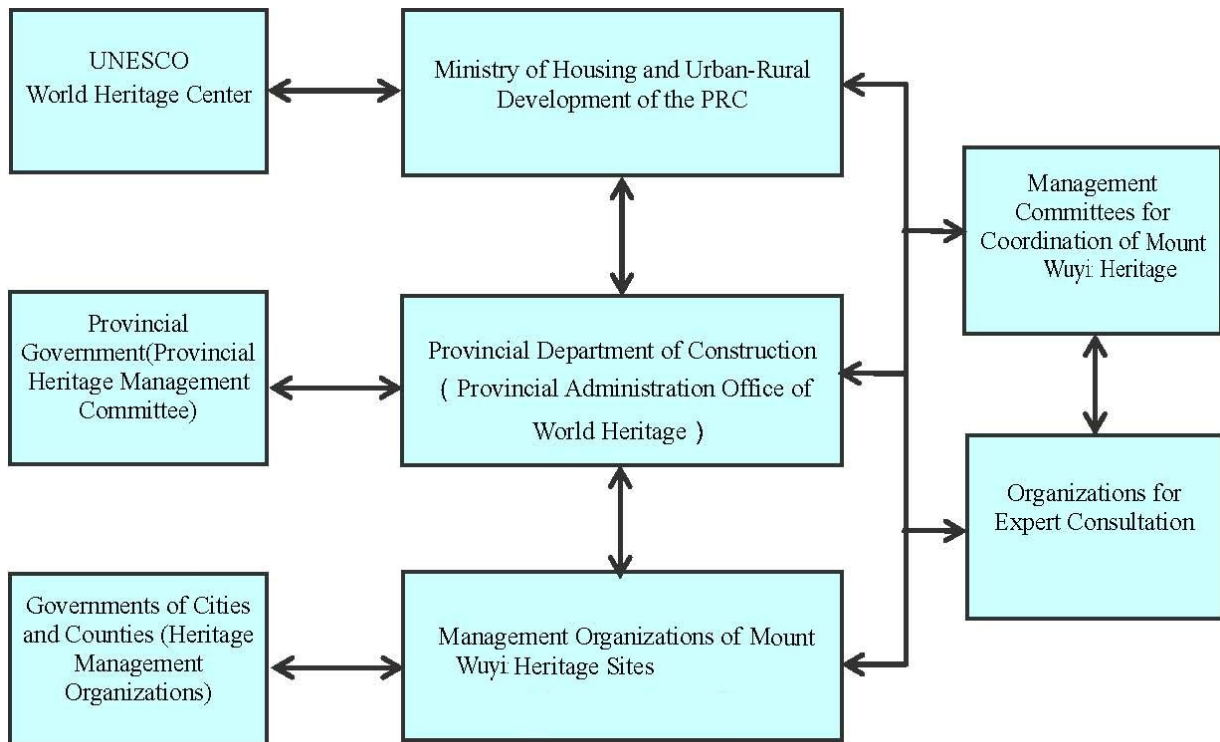 UNESCO
World Heritage Center
Ministry of Housing and Urban-Rural
Development of the PRC
Management
Committees for
Coordination of Mount
Wuyi Heritage
Provincial
Government(Provincial
Heritage Management
Committee)
Provincial Department of Construction
( Provincial Administration Office of
World Heritage )
Organizations for
Expert Consultation
Governments of Cities
and Counties (Heritage
Management
Organizations)
Management Organizations of Mount
Wuyi Heritage Sites